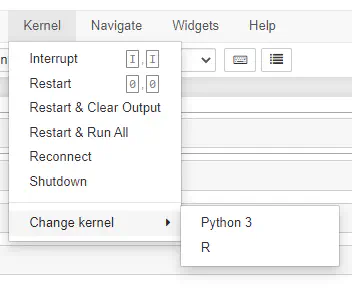 Kernel Navigate Widgets Help
Interrupt I,I
Restart 0,0
Restart & Clear Output
Restart & Run All
Reconnect
Shutdown
Change kernel Python 3
R